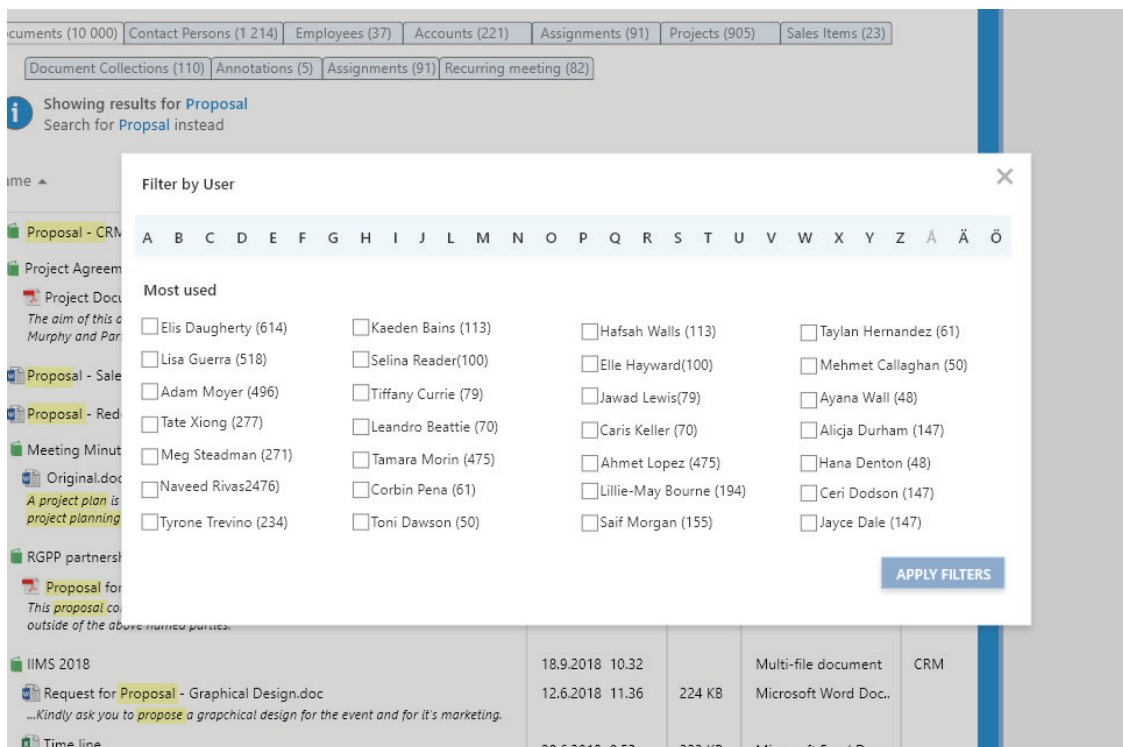 cuments (10 000) Contact Persons (1 214) Employees (37) Accounts (221) Assignments (91) Projects (905) Sales Items (23)
Document Collections (110) Annotations (5) Assignments (91) Recurring meeting (82)
i Showing results for Proposal
Search for Propsal instead
ame
Filter by User
Proposal - CRM
A B C D E F G H I J L M N O P Q R S T U V W X Y Z Å Ä Ö
Project Agreem
Project Docu
The aim of this d
Murphy and Par
Proposal - Sale
Proposal - Red
Meeting Minut
Original.doc
A project plan is
project planning
RGPP partnersh
Proposal for
This proposal co
outside of the above named parties.
Most used
Elis Daugherty (614) Kaeden Bains (113) Hafsah Walls (113) Taylan Hernandez (61)
Lisa Guerra (518) Selina Reader(100) Elle Hayward(100) Mehmet Callaghan (50)
Adam Moyer (496) Tiffany Currie (79) Jawad Lewis(79) Ayana Wall (48)
Tate Xiong (277) Leandro Beattie (70) Caris Keller (70) Alicja Durham (147)
Meg Steadman (271) Tamara Morin (475) Ahmet Lopez (475) Hana Denton (48)
Naveed Rivas2476) Corbin Pena (61) Lillie-May Bourne (194) Ceri Dodson (147)
Tyrone Trevino (234) Toni Dawson (50) Saif Morgan (155) Jayce Dale (147)
APPLY FILTERS
IIMS 2018 18.9.2018 10.32 Multi-file document CRM
Request for Proposal - Graphical Design.doc 12.6.2018 11.36 224 KB Microsoft Word Doc..
...Kindly ask you to propose a grapchical design for the event and for it's marketing.
Time line